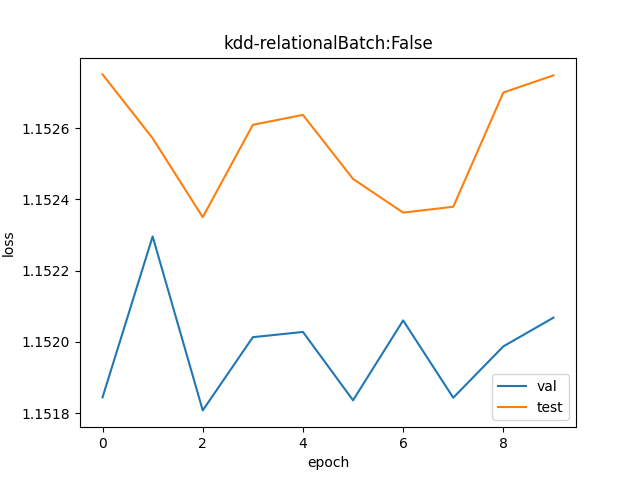 kdd-relationalBatch:False
loss
1.1526
1.1524
1.1522
1.1520
1.1518
val
test
0 2 4 6 8
epoch